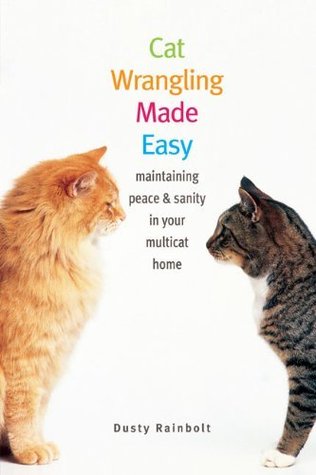 Cat
Wrangling
Made
Easy
maintaining
peace & sanity
in your
multicat
home
Dusty Rainbolt